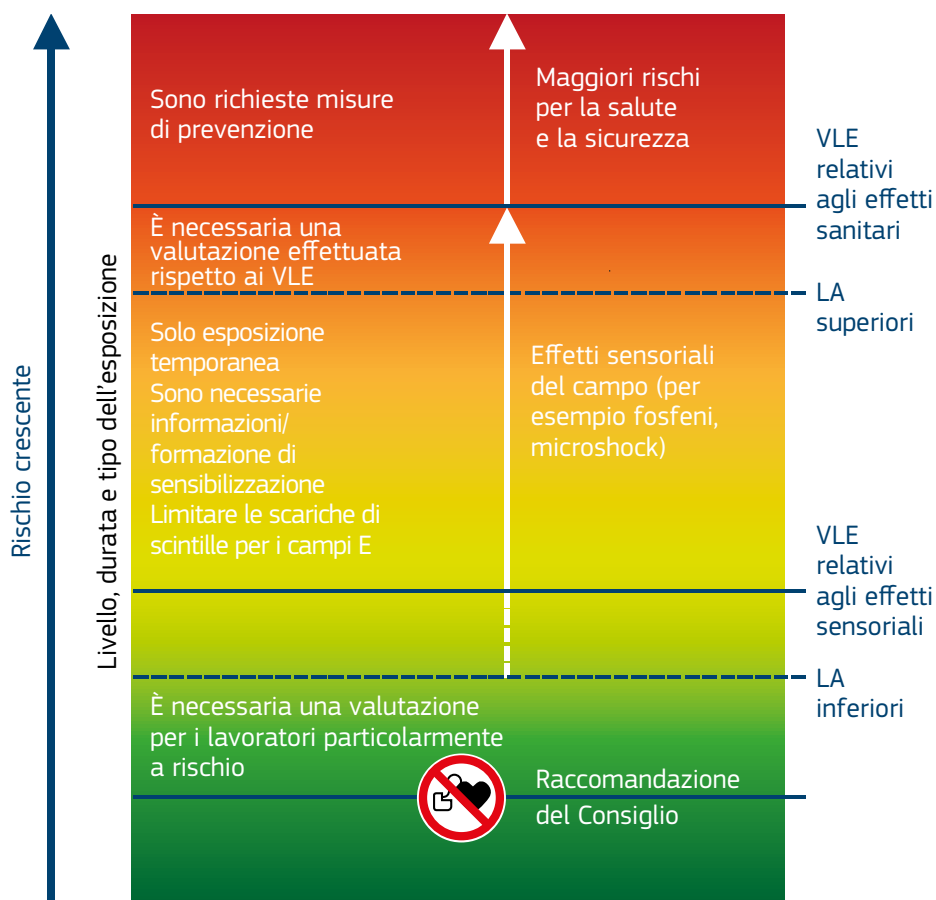 Rischio crescente
Livello, durata e tipo dell'esposizione
Sono richieste misure
di prevenzione
Maggiori rischi
per la salute
e la sicurezza
VLE
relativi
agli effetti
sanitari
È necessaria una
valutazione effettuata
rispetto ai VLE
LA
superiori
Solo esposizione
temporanea
Sono necessarie
informazioni/
formazione di
sensibilizzazione
Limitare le scariche di
scintille per i campi E
Effetti sensoriali
del campo (per
esempio fosfeni,
microshock)
VLE
relativi
agli effetti
sensoriali
LA
inferiori
È necessaria una valutazione
per i lavoratori particolarmente
a rischio
Raccomandazione
del Consiglio